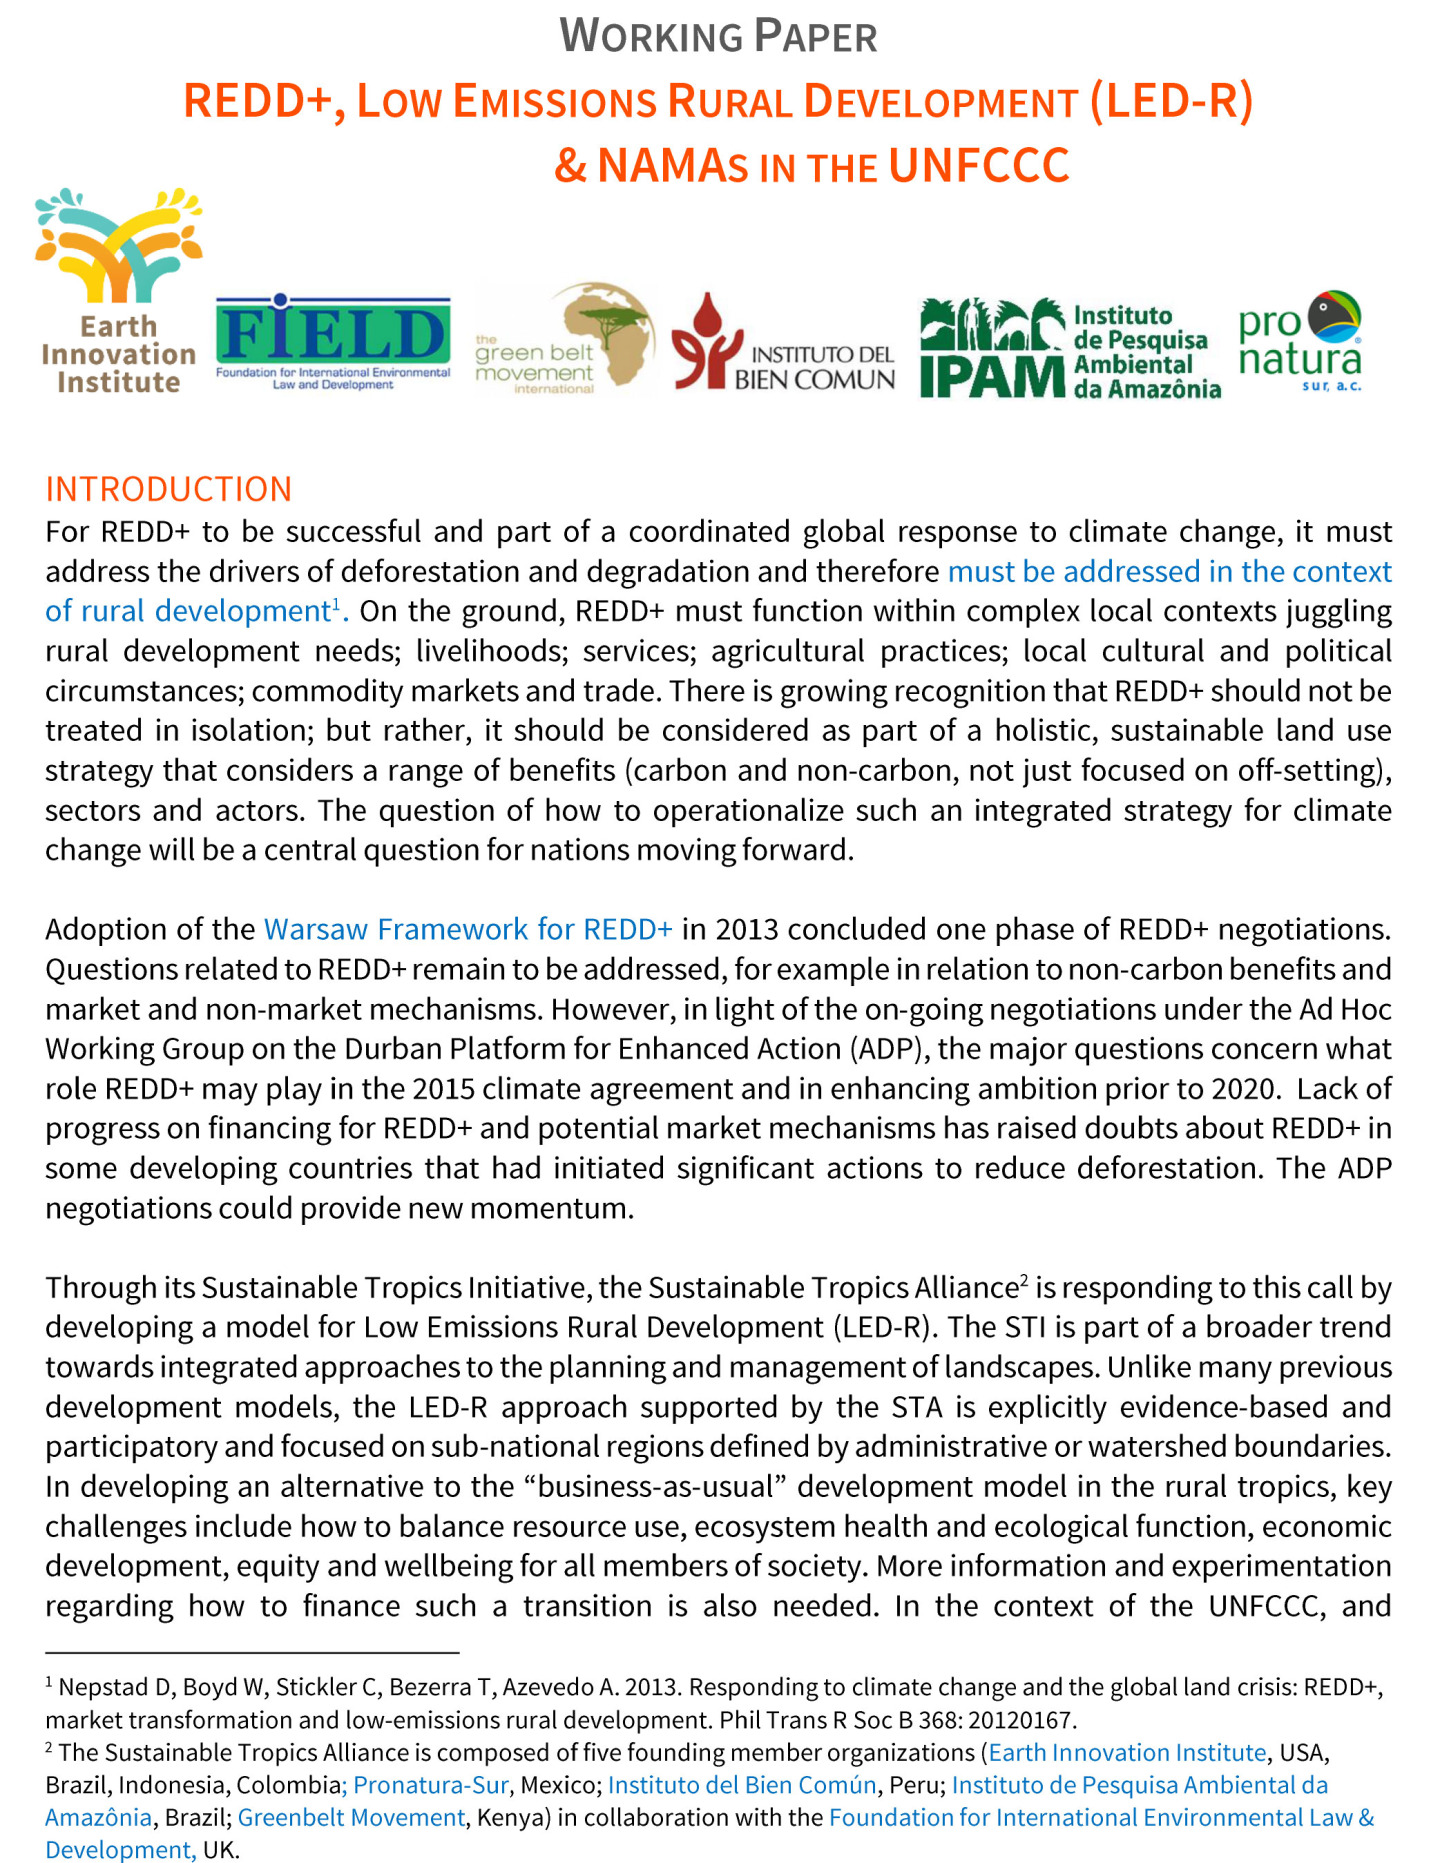 WORKING PAPER
REDD+, LOW EMISSIONS RURAL DEVELOPMENT (LED-R)
& NAMAS IN THE UNFCCC
Earth
Innovation
Institute
FiELD
Foundation for International Environmental
Law and Development
the
green belt
movement
international
INSTITUTO DEL
BIEN COMUN
IPAM
Instituto
de Pesquisa
Ambiental
da Amazônia
pro
natura
sur, a.c.
INTRODUCTION
For REDD+ to be successful and part of a coordinated global response to climate change, it must
address the drivers of deforestation and degradation and therefore must be addressed in the context
of rural development¹. On the ground, REDD+ must function within complex local contexts juggling
rural development needs; livelihoods; services; agricultural practices; local cultural and political
circumstances; commodity markets and trade. There is growing recognition that REDD+ should not be
treated in isolation; but rather, it should be considered as part of a holistic, sustainable land use
strategy that considers a range of benefits (carbon and non-carbon, not just focused on off-setting),
sectors and actors. The question of how to operationalize such an integrated strategy for climate
change will be a central question for nations moving forward.
Adoption of the Warsaw Framework for REDD+ in 2013 concluded one phase of REDD+ negotiations.
Questions related to REDD+ remain to be addressed, for example in relation to non-carbon benefits and
market and non-market mechanisms. However, in light of the on-going negotiations under the Ad Hoc
Working Group on the Durban Platform for Enhanced Action (ADP), the major questions concern what
role REDD+ may play in the 2015 climate agreement and in enhancing ambition prior to 2020. Lack of
progress on financing for REDD+ and potential market mechanisms has raised doubts about REDD+ in
some developing countries that had initiated significant actions to reduce deforestation. The ADP
negotiations could provide new momentum.
Through its Sustainable Tropics Initiative, the Sustainable Tropics Alliance² is responding to this call by
developing a model for Low Emissions Rural Development (LED-R). The STI is part of a broader trend
towards integrated approaches to the planning and management of landscapes. Unlike many previous
development models, the LED-R approach supported by the STA is explicitly evidence-based and
participatory and focused on sub-national regions defined by administrative or watershed boundaries.
In developing an alternative to the “business-as-usual” development model in the rural tropics, key
challenges include how to balance resource use, ecosystem health and ecological function, economic
development, equity and wellbeing for all members of society. More information and experimentation
regarding how to finance such a transition is also needed. In the context of the UNFCCC, and
¹ Nepstad D, Boyd W, Stickler C, Bezerra T, Azevedo A. 2013. Responding to climate change and the global land crisis: REDD+,
market transformation and low-emissions rural development. Phil Trans R Soc B 368: 20120167.
² The Sustainable Tropics Alliance is composed of five founding member organizations (Earth Innovation Institute, USA,
Brazil, Indonesia, Colombia; Pronatura-Sur, Mexico; Instituto del Bien Común, Peru; Instituto de Pesquisa Ambiental da
Amazônia, Brazil; Greenbelt Movement, Kenya) in collaboration with the Foundation for International Environmental Law &
Development, UK.